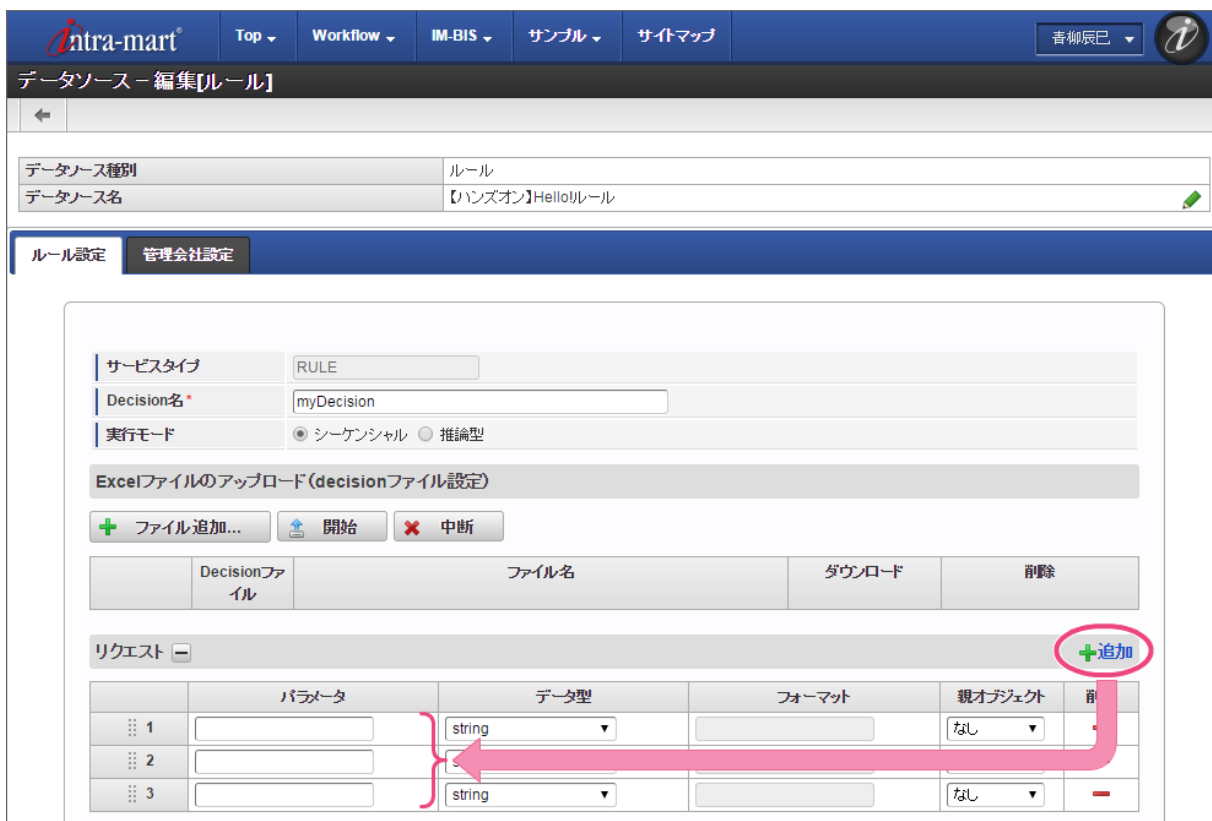 intra-mart® Top Workflow IM-BIS サンプル サイトマップ 青柳辰巳
データソース − 編集[ルール]
データソース種別 ルール
データソース名 【ハンズオン】Hello!ルール
ルール設定 管理会社設定
サービスタイプ RULE
Decision名* myDecision
実行モード シーケンシャル 推論型
Excelファイルのアップロード(decisionファイル設定)
ファイル追加... 開始 中断
Decisionファ
イル ファイル名 ダウンロード 削除
リクエスト 追加
パラメータ データ型 フォーマット 親オブジェクト
1 string なし
2
3 string なし